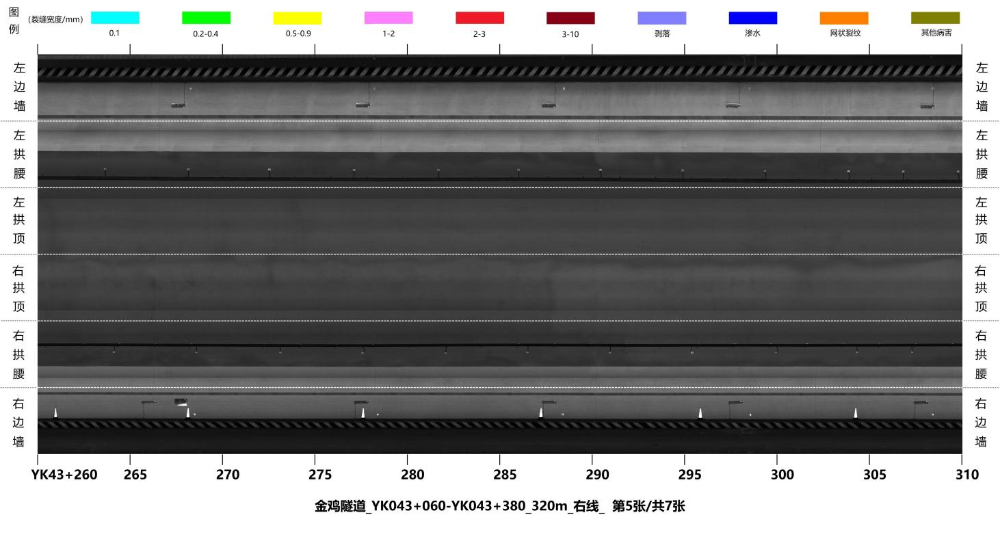 图例 (裂缝宽度/mm) 0.1 0.2-0.4 0.5-0.9 1-2 2-3 3-10 剥落 渗水 网状裂纹 其他病害
左边墙 左边墙
左拱腰 左拱腰
左拱顶 左拱顶
右拱顶 右拱顶
右拱腰 右拱腰
右边墙 右边墙
YK43+260 265 270 275 280 285 290 295 300 305 310
金鸡隧道_YK043+060-YK043+380_320m_右线_ 第5张/共7张